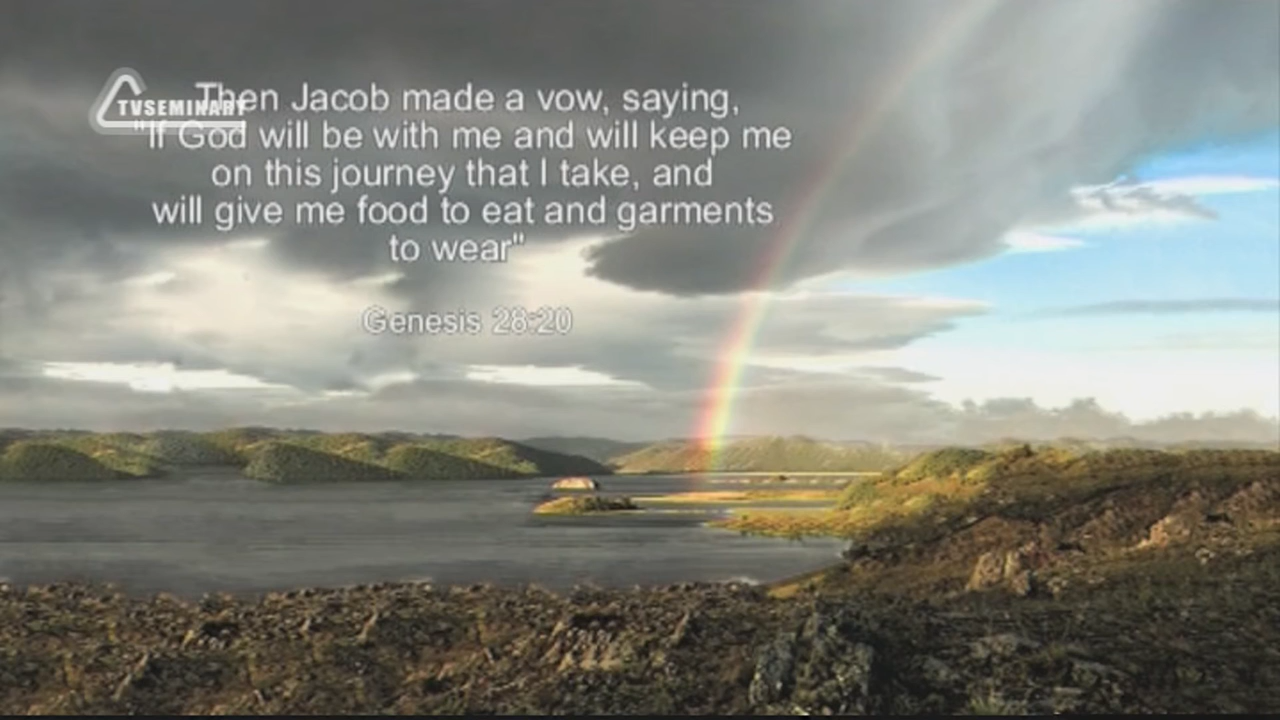 TVSEMINARY
Then Jacob made a vow, saying,
"If God will be with me and will keep me
on this journey that I take, and
will give me food to eat and garments
to wear"
Genesis 28:20